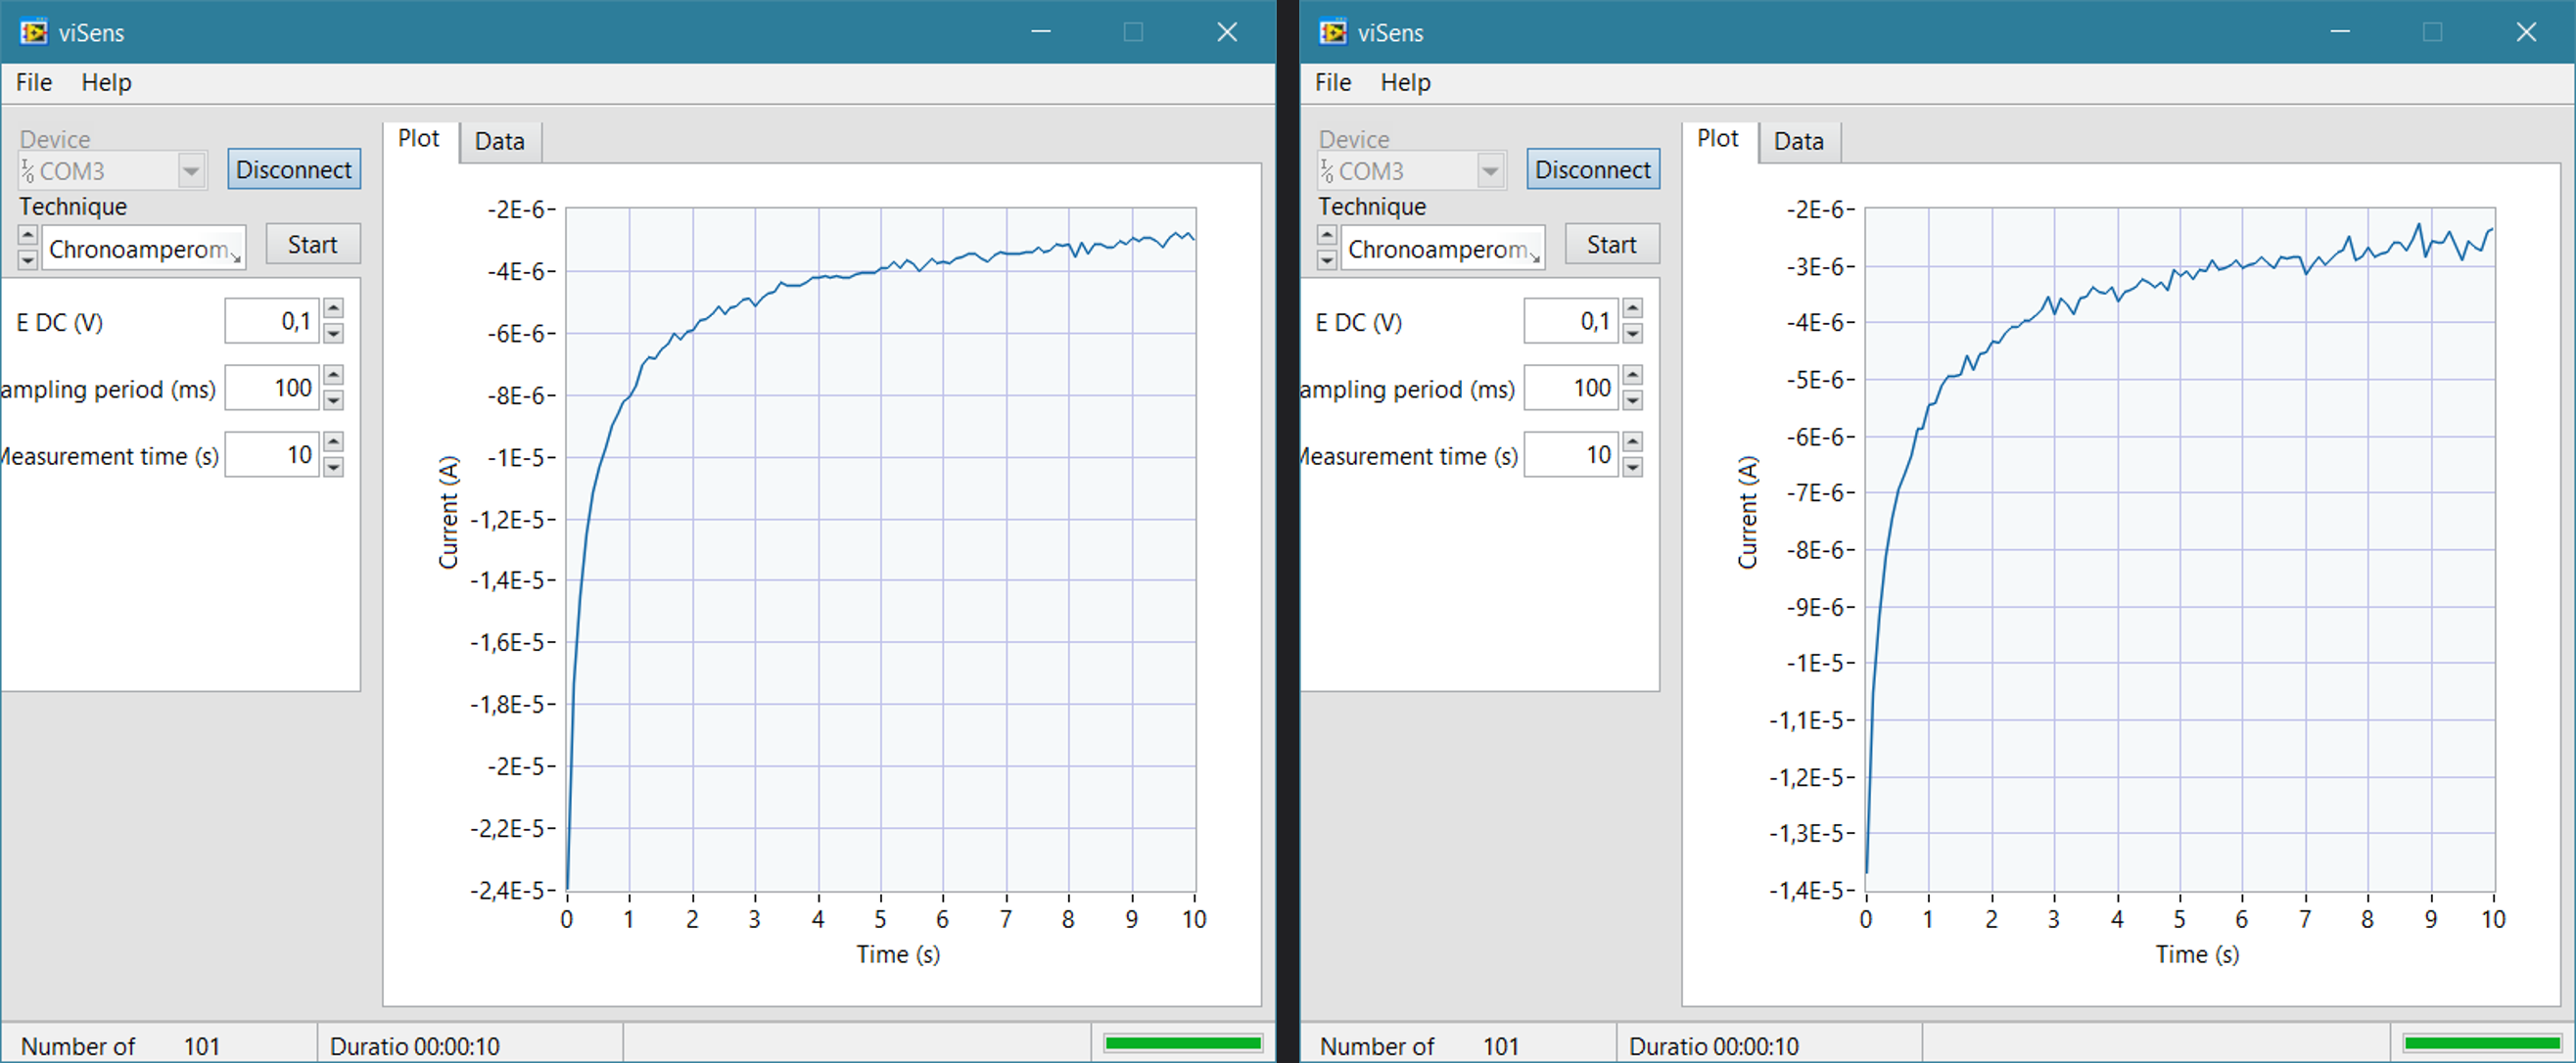 viSens
File Help
Device
COM3 Disconnect
Technique
Chronoamperom Start
E DC (V) 0,1
ampling period (ms) 100
Measurement time (s) 10
Plot Data
-2E-6
-4E-6
-6E-6
-8E-6
-1E-5
-1,2E-5
-1,4E-5
-1,6E-5
-1,8E-5
-2E-5
-2,2E-5
-2,4E-5
Current (A)
0 1 2 3 4 5 6 7 8 9 10
Time (s)
Number of 101 Duratio 00:00:10
viSens
File Help
Device
COM3 Disconnect
Technique
Chronoamperom Start
E DC (V) 0,1
ampling period (ms) 100
Measurement time (s) 10
Plot Data
-2E-6
-3E-6
-4E-6
-5E-6
-6E-6
-7E-6
-8E-6
-9E-6
-1E-5
-1,1E-5
-1,2E-5
-1,3E-5
-1,4E-5
Current (A)
0 1 2 3 4 5 6 7 8 9 10
Time (s)
Number of 101 Duratio 00:00:10